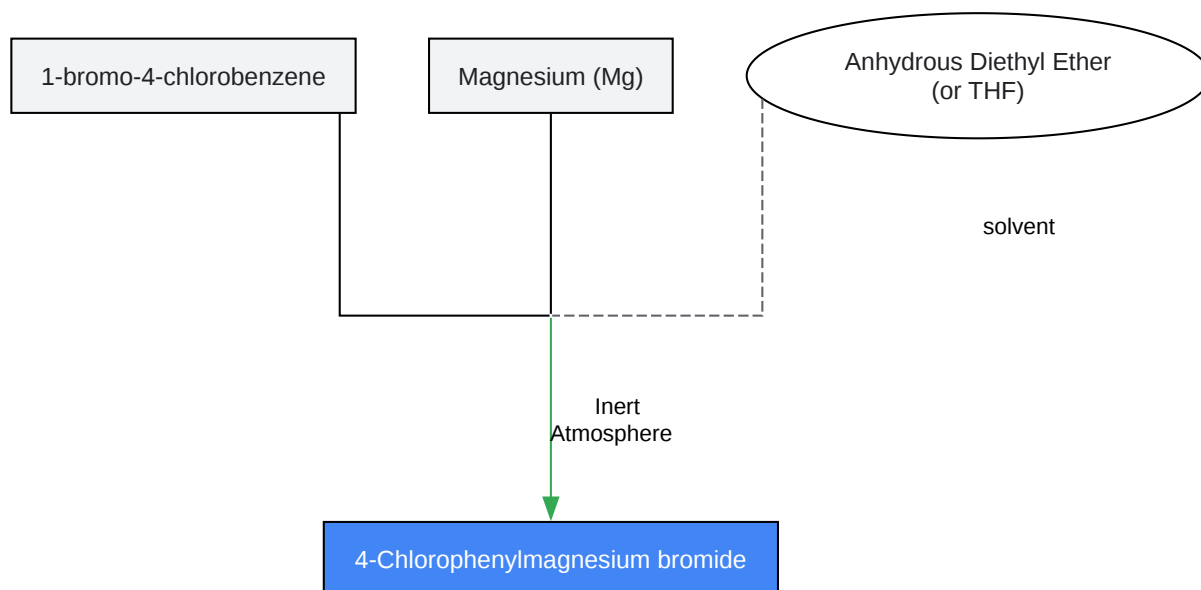 1-bromo-4-chlorobenzene
Magnesium (Mg)
Anhydrous Diethyl Ether
(or THF)
solvent
Inert
Atmosphere
4-Chlorophenylmagnesium bromide